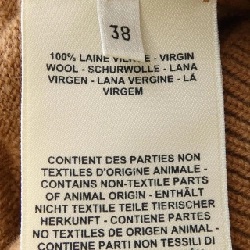 38
100% LAINE VIERGE - VIRGIN
WOOL - SCHURWOLLE - LANA
VIRGEN - LANA VERGINE - LÃ
VIRGEM
CONTIENT DES PARTIES NON
TEXTILES D'ORIGINE ANIMALE -
CONTAINS NON-TEXTILE PARTS
OF ANIMAL ORIGIN - ENTHÄLT
NICHT TEXTILE TEILE TIERISCHER
HERKUNFT - CONTIENE PARTES
NO TEXTILES DE ORIGEN ANIMAL -
CONTIENE PARTI NON TESSILI DI